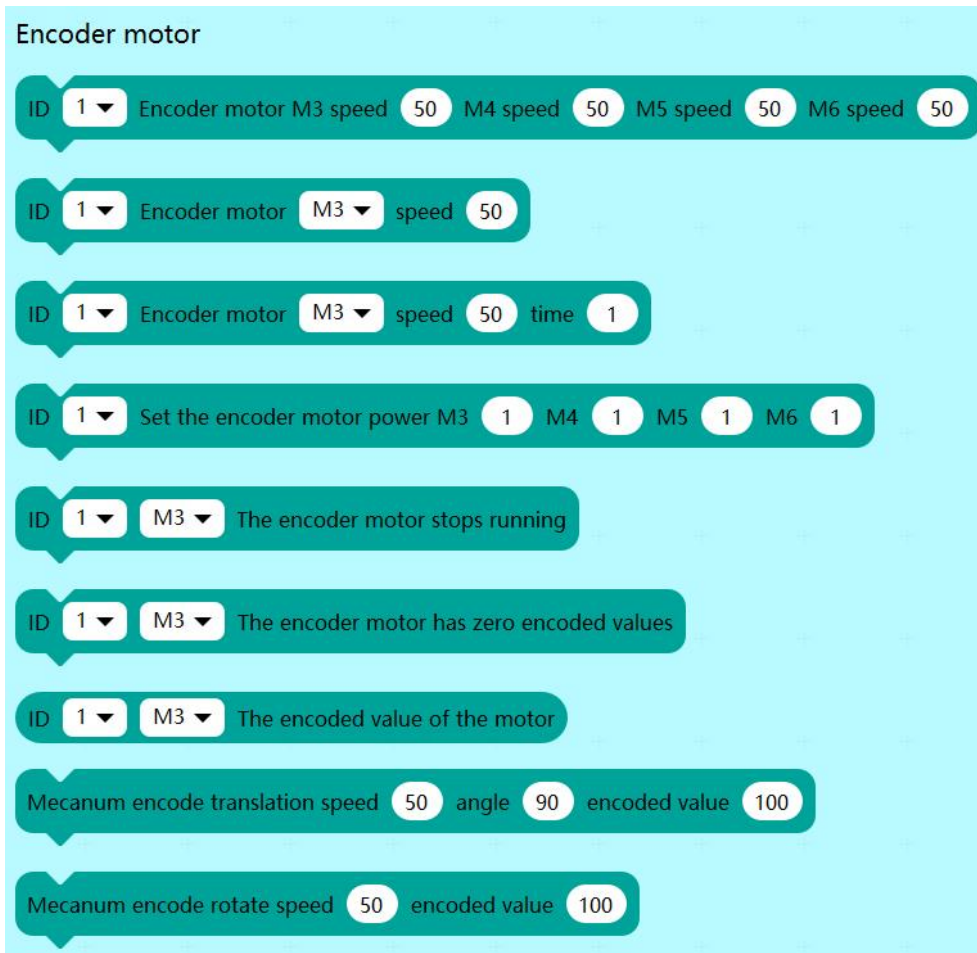 Encoder motor
ID 1 Encoder motor M3 speed 50 M4 speed 50 M5 speed 50 M6 speed 50
ID 1 Encoder motor M3 speed 50
ID 1 Encoder motor M3 speed 50 time 1
ID 1 Set the encoder motor power M3 1 M4 1 M5 1 M6 1
ID 1 M3 The encoder motor stops running
ID 1 M3 The encoder motor has zero encoded values
ID 1 M3 The encoded value of the motor
Mecanum encode translation speed 50 angle 90 encoded value 100
Mecanum encode rotate speed 50 encoded value 100